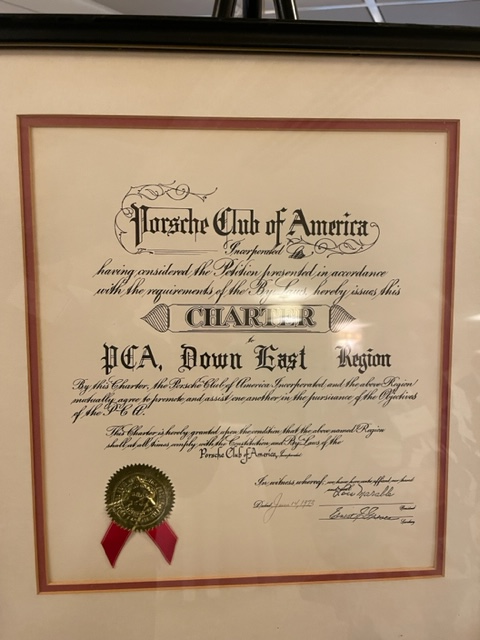 Porsche Club of America
Incorporated
having considered the Petition presented in accordance
with the requirements of the By-Laws hereby issues this
CHARTER
to
PCA, Down East Region
By this Charter, the Porsche Club of America Incorporated, and the above Region
mutually agree to promote and assist one another in the pursuance of the Objectives
of the P.C.A.
This Charter is hereby granted upon the condition that the above named Region
shall at all times comply with the Constitution and By-Laws of the
Porsche Club of America, Incorporated
In witness whereof, we have hereunto affixed our hand
Dated
President
Secretary